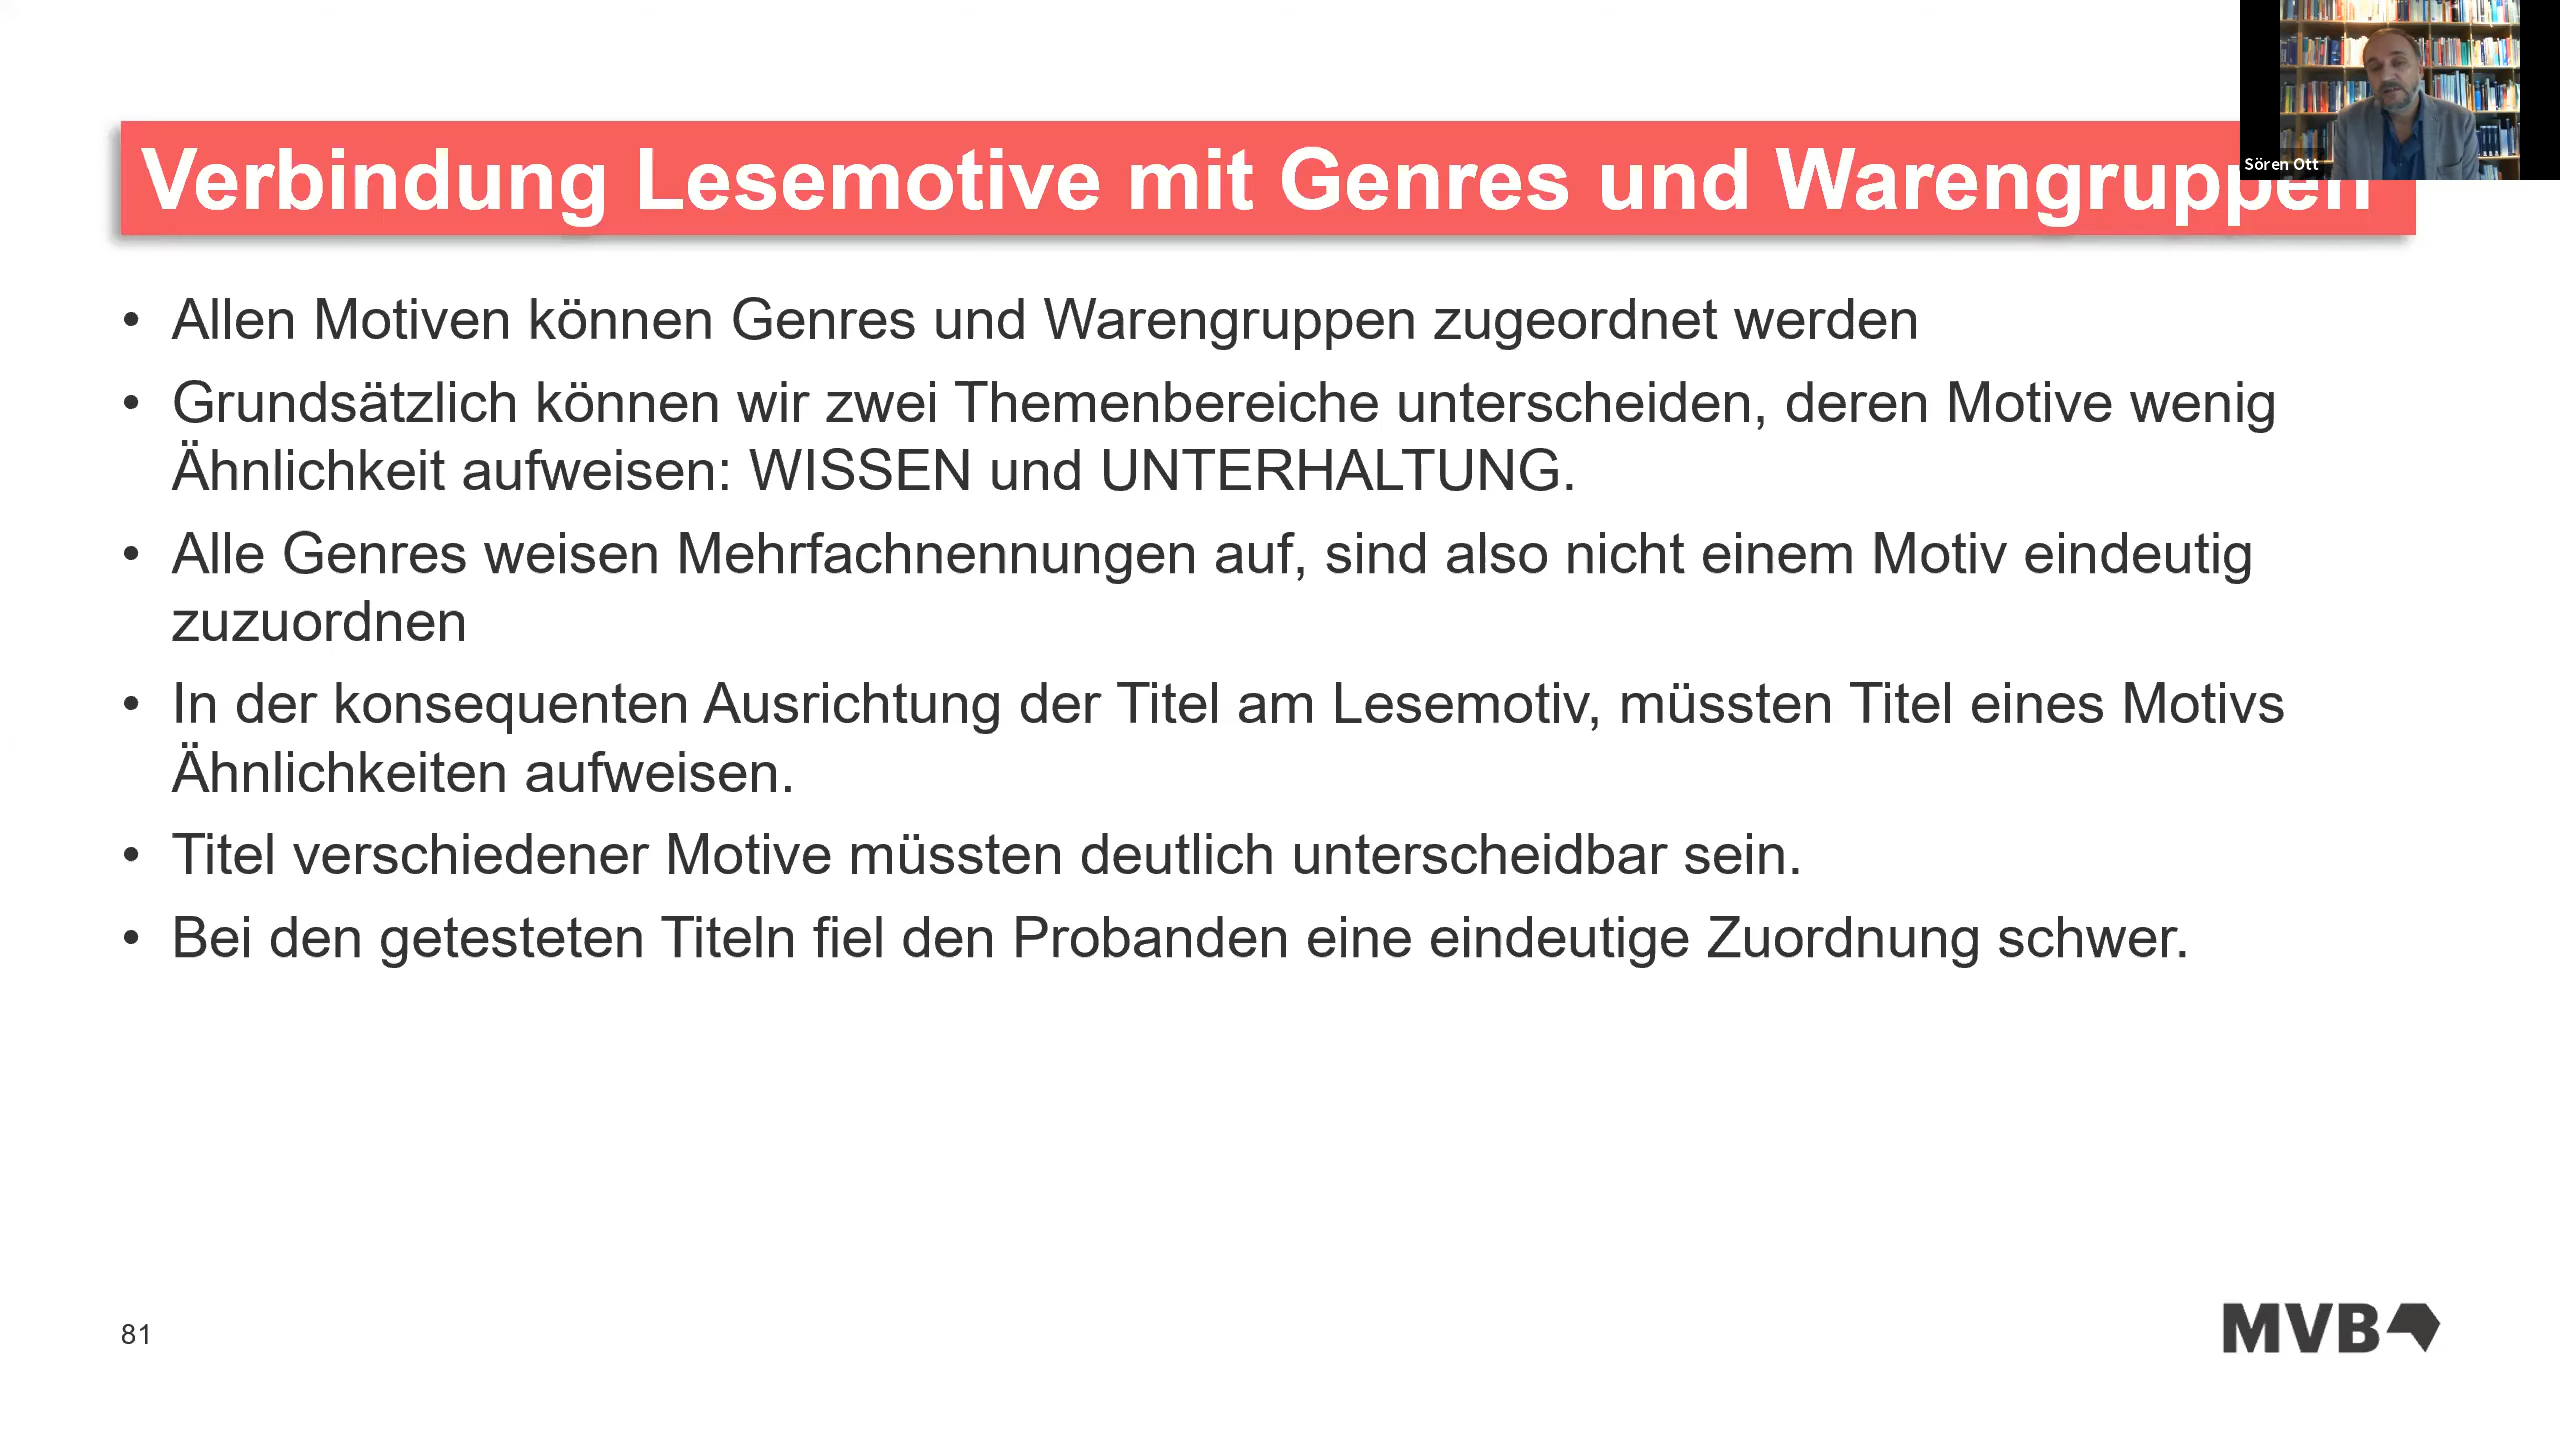 Sören Ott
Verbindung Lesemotive mit Genres und Warengruppen
• Allen Motiven können Genres und Warengruppen zugeordnet werden
• Grundsätzlich können wir zwei Themenbereiche unterscheiden, deren Motive wenig
Ähnlichkeit aufweisen: WISSEN und UNTERHALTUNG.
• Alle Genres weisen Mehrfachnennungen auf, sind also nicht einem Motiv eindeutig
zuzuordnen
• In der konsequenten Ausrichtung der Titel am Lesemotiv, müssten Titel eines Motivs
Ähnlichkeiten aufweisen.
• Titel verschiedener Motive müssten deutlich unterscheidbar sein.
• Bei den getesteten Titeln fiel den Probanden eine eindeutige Zuordnung schwer.
81
MVB